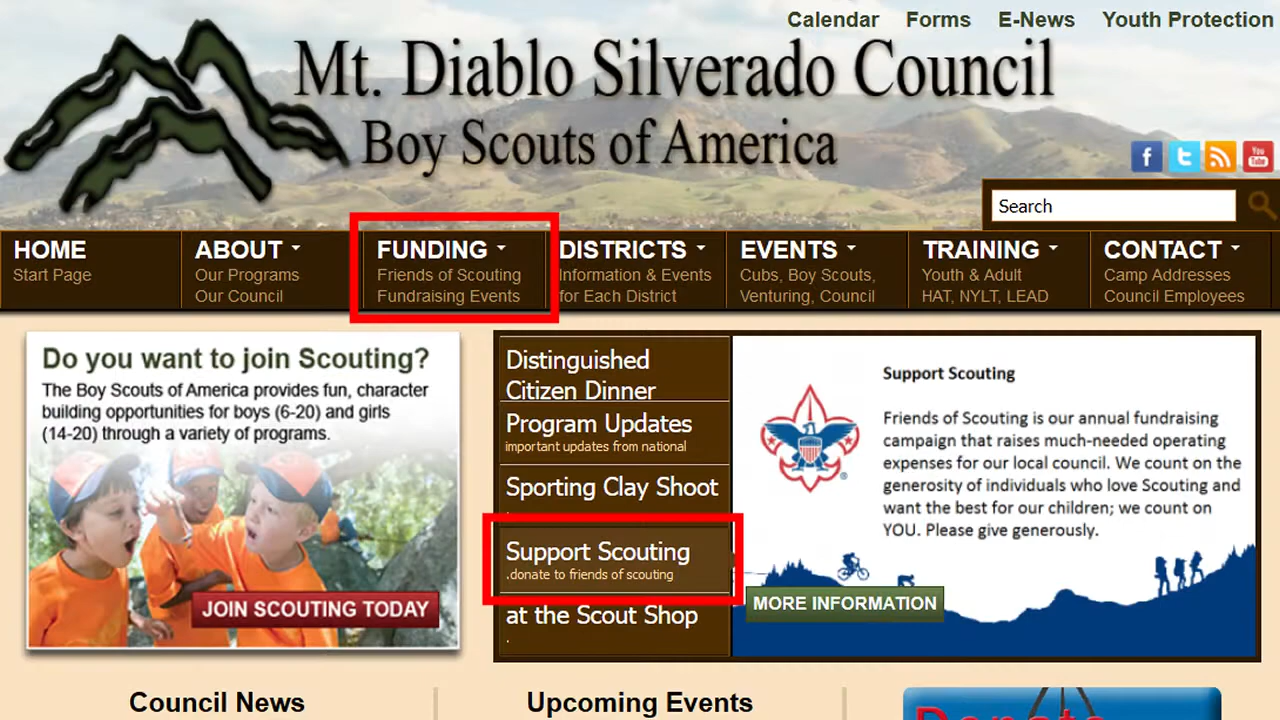 Calendar Forms E-News Youth Protection
Mt. Diablo Silverado Council
Boy Scouts of America
f t You Tube
Search
HOME ABOUT FUNDING DISTRICTS EVENTS TRAINING CONTACT
Start Page Our Programs Friends of Scouting Information & Events Cubs, Boy Scouts, Youth & Adult Camp Addresses
Our Council Fundraising Events for Each District Venturing, Council HAT, NYLT, LEAD Council Employees
Do you want to join Scouting?
The Boy Scouts of America provides fun, character
building opportunities for boys (6-20) and girls
(14-20) through a variety of programs.
JOIN SCOUTING TODAY
Distinguished
Citizen Dinner
Program Updates
important updates from national
Sporting Clay Shoot
.
Support Scouting
.donate to friends of scouting
at the Scout Shop
.
Support Scouting
Friends of Scouting is our annual fundraising
campaign that raises much-needed operating
expenses for our local council. We count on the
generosity of individuals who love Scouting and
want the best for our children; we count on
YOU. Please give generously.
MORE INFORMATION
Council News Upcoming Events
Donate